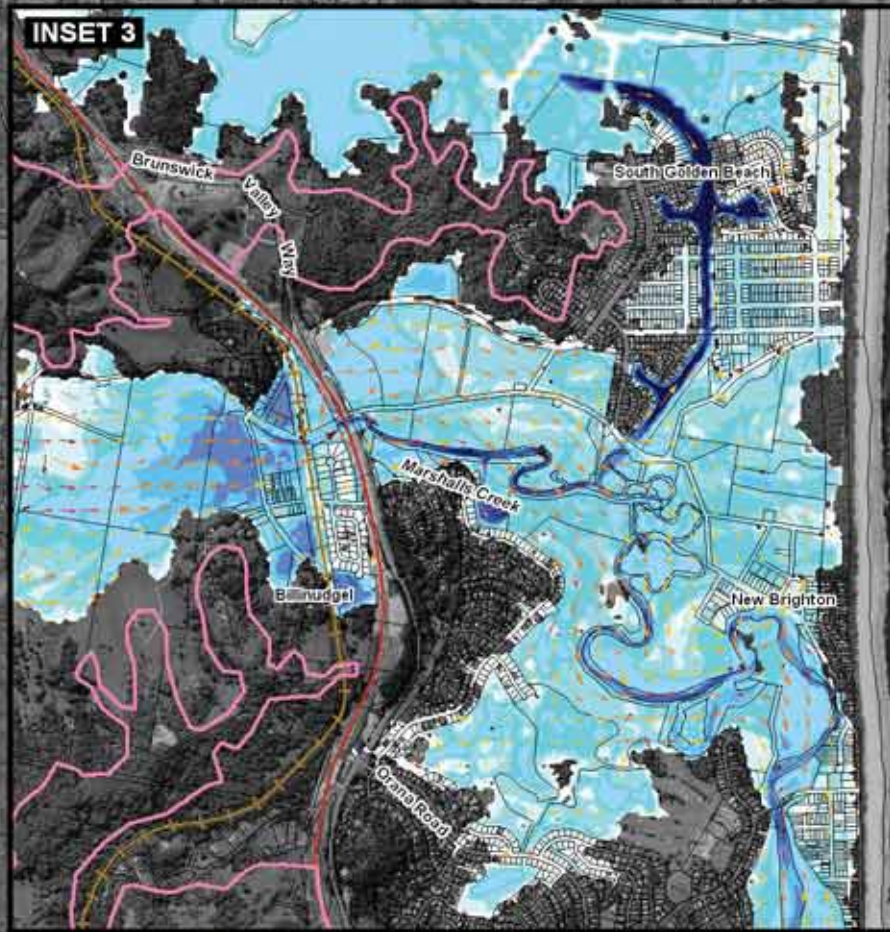 INSET 3
Brunswick
Valley
Way
South Golden Beach
Marshalls Creek
Billinudgel
New Brighton
Orana Road